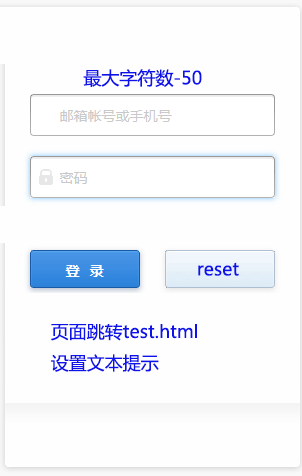 最大字符数-50
邮箱帐号或手机号
密码
登 录
reset
页面跳转test.html
设置文本提示